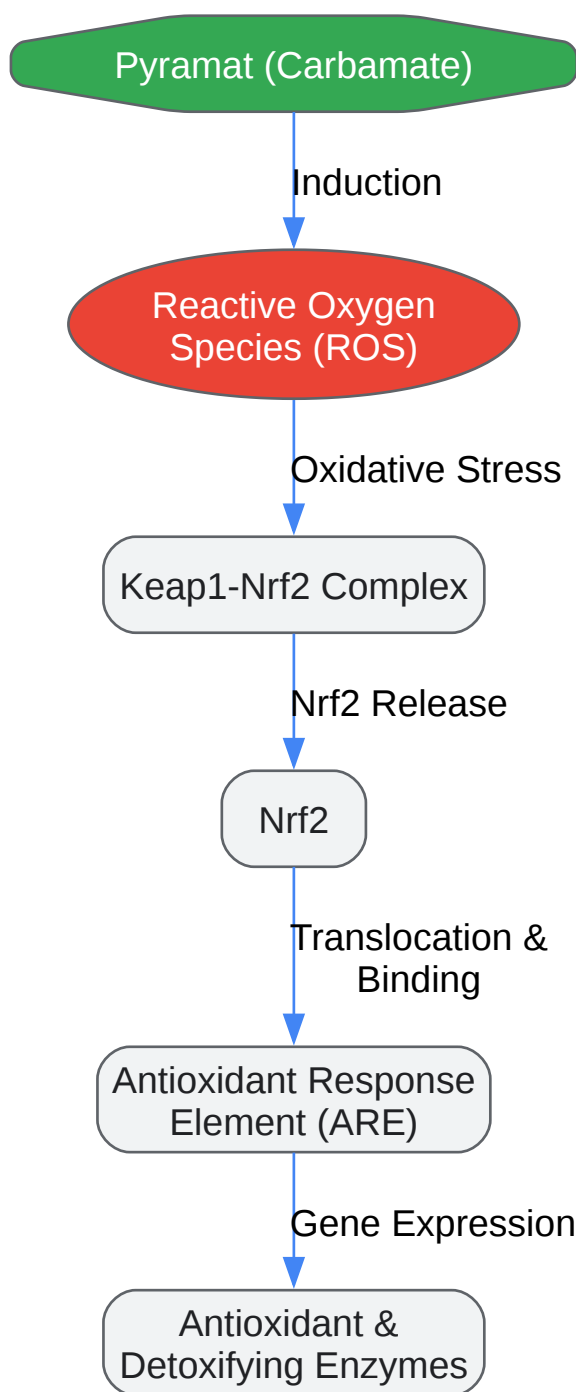 Pyramat (Carbamate)
Induction
Reactive Oxygen
Species (ROS)
Oxidative Stress
Keap1-Nrf2 Complex
Nrf2 Release
Nrf2
Translocation &
Binding
Antioxidant Response
Element (ARE)
Gene Expression
Antioxidant &
Detoxifying Enzymes